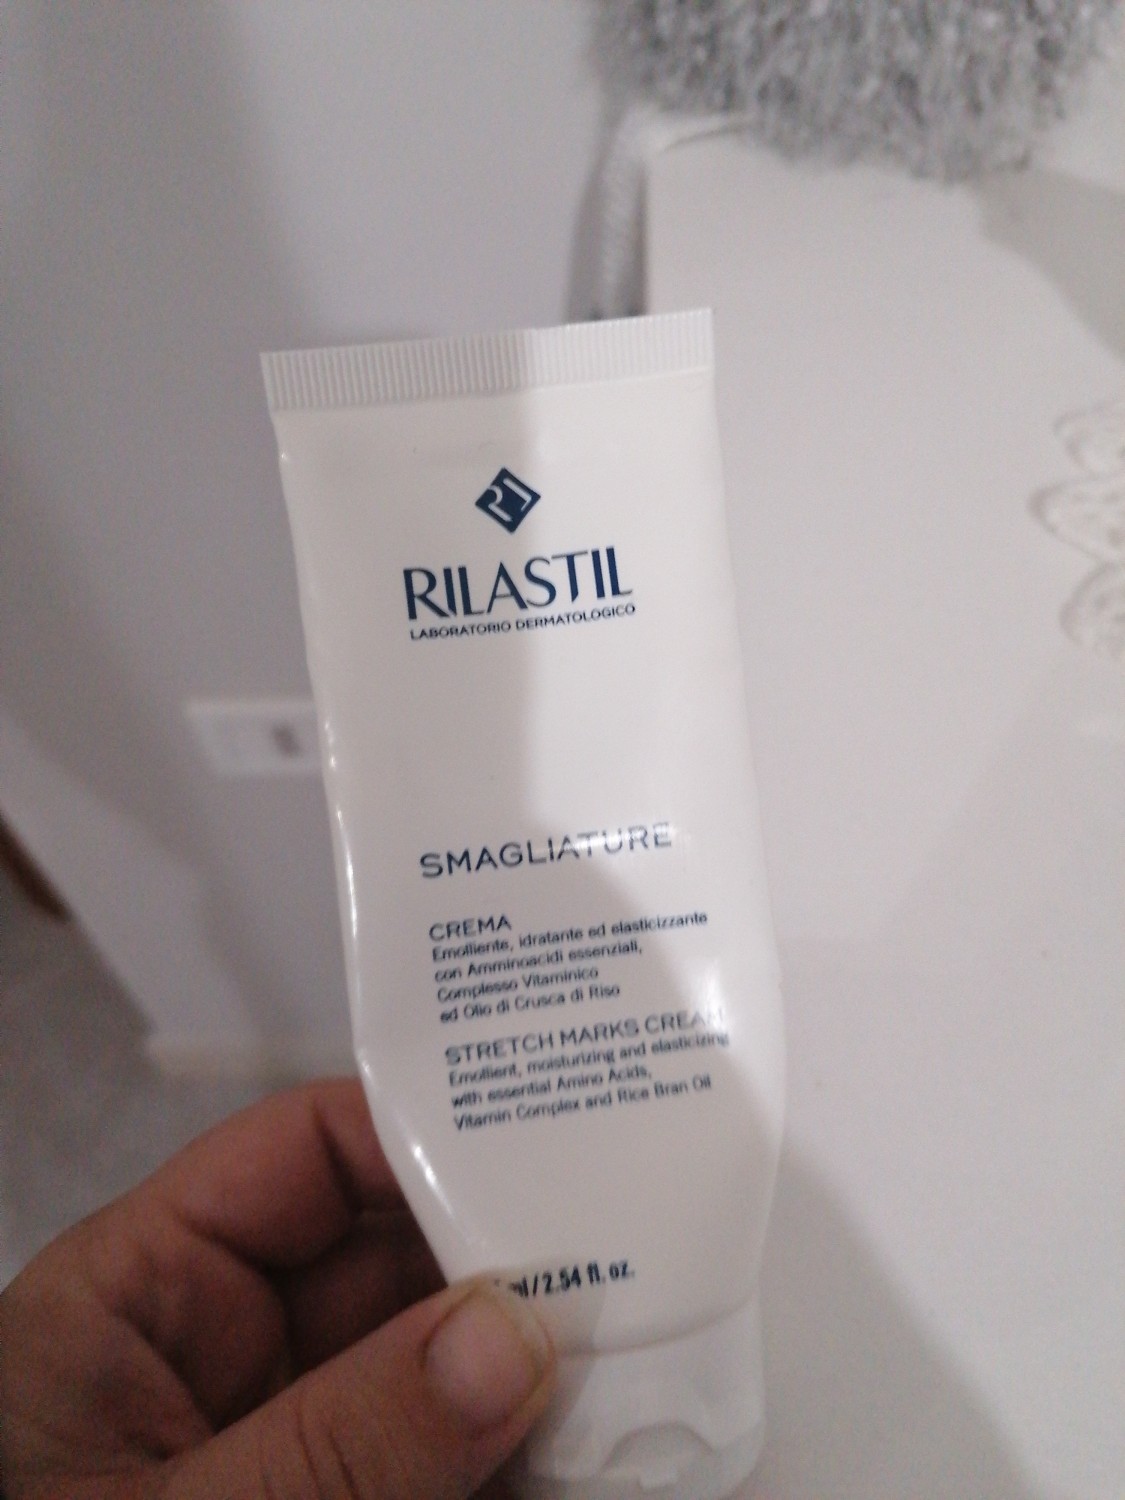 RILASTIL
LABORATORIO DERMATOLOGICO
SMAGLIATURE
CREMA
Emolliente, idratante ed elasticizzante
con Amminoacidi essenziali,
Complesso Vitaminico
ed Olio di Crusca di Riso
STRETCH MARKS CREAM
Emollient, moisturizing and elasticizing
with essential Amino Acids,
Vitamin Complex and Rice Bran Oil
ml/2.54 fl. oz.